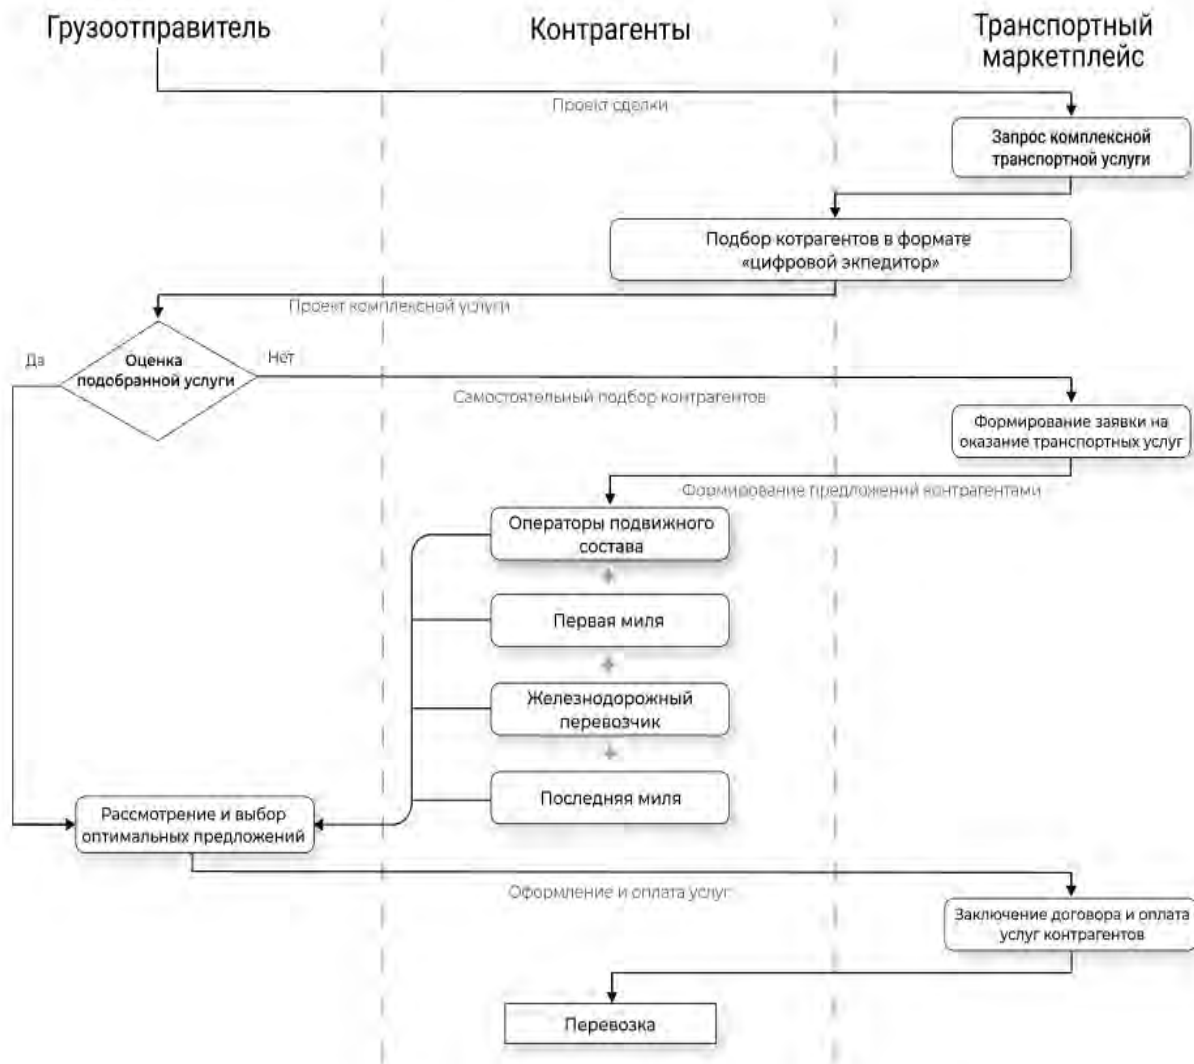 Грузоотправитель
Контрагенты
Транспортный
маркетплейс
Проект сделки
Запрос комплексной
транспортной услуги
Подбор котрагентов в формате
«цифровой экпедитор»
Проект комплексной услуги
Да
Оценка
подобранной услуги
Нет
Самостоятельный подбор контрагентов
Формирование заявки на
оказание транспортных услуг
Формирование предложений контрагентами
Операторы подвижного
состава
+
Первая миля
+
Железнодорожный
перевозчик
+
Последняя миля
Рассмотрение и выбор
оптимальных предложений
Оформление и оплата услуг
Заключение договора и оплата
услуг контрагентов
Перевозка